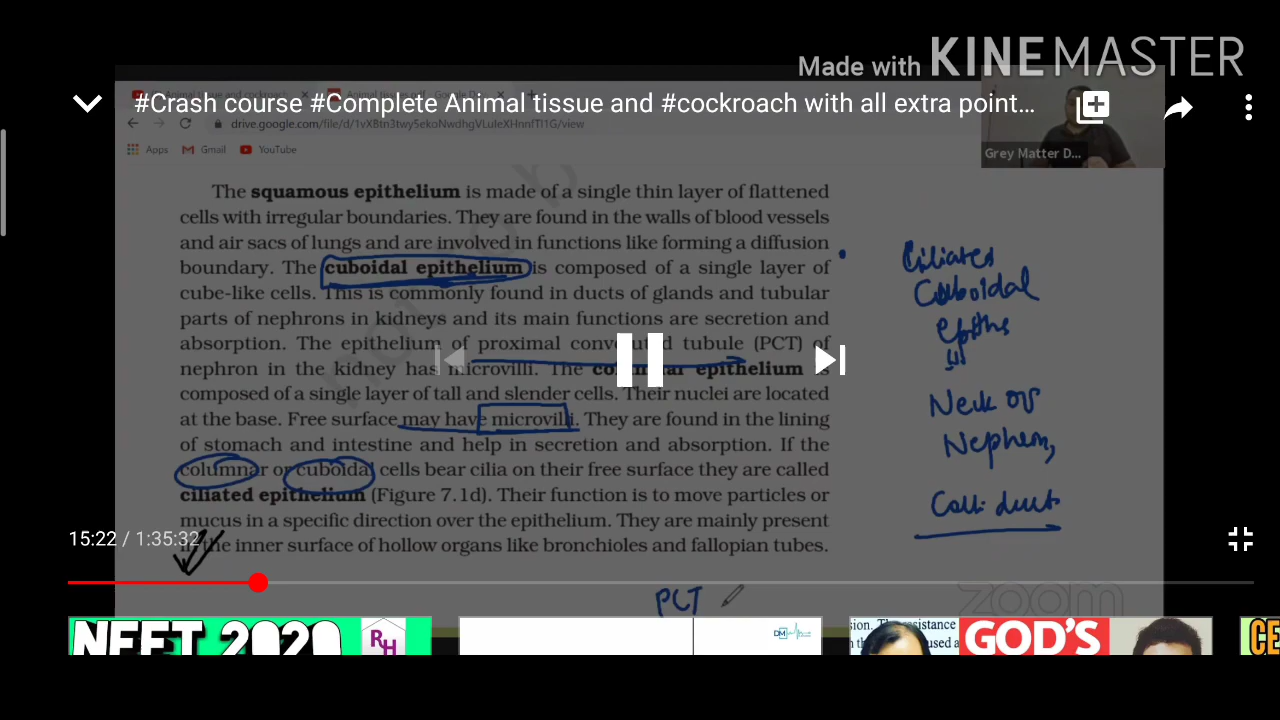 Made with KINEMASTER
#Crash course #Complete Animal tissue and #cockroach with all extra point...
drive.google.com/file/d/1vXBtn3twy5ekaNwdhgVLuIeXHnnfTl1G/view
Apps Gmail YouTube
Grey Matter D...
The squamous epithelium is made of a single thin layer of flattened
cells with irregular boundaries. They are found in the walls of blood vessels
and air sacs of lungs and are involved in functions like forming a diffusion
boundary. The cuboidal epithelium is composed of a single layer of
cube-like cells. This is commonly found in ducts of glands and tubular
parts of nephrons in kidneys and its main functions are secretion and
absorption. The epithelium of proximal convoluted tubule (PCT) of
nephron in the kidney has microvilli. The columnar epithelium is
composed of a single layer of tall and slender cells. Their nuclei are located
at the base. Free surface may have microvilli. They are found in the lining
of stomach and intestine and help in secretion and absorption. If the
columnar or cuboidal cells bear cilia on their free surface they are called
ciliated epithelium (Figure 7.1d). Their function is to move particles or
mucus in a specific direction over the epithelium. They are mainly present
in the inner surface of hollow organs like bronchioles and fallopian tubes.
Ciliated
Cuboidal
Neck of
Coll. duct
15:22 / 1:35:32
PCT
zoom
NEET 2020
RH
DM
GOD'S